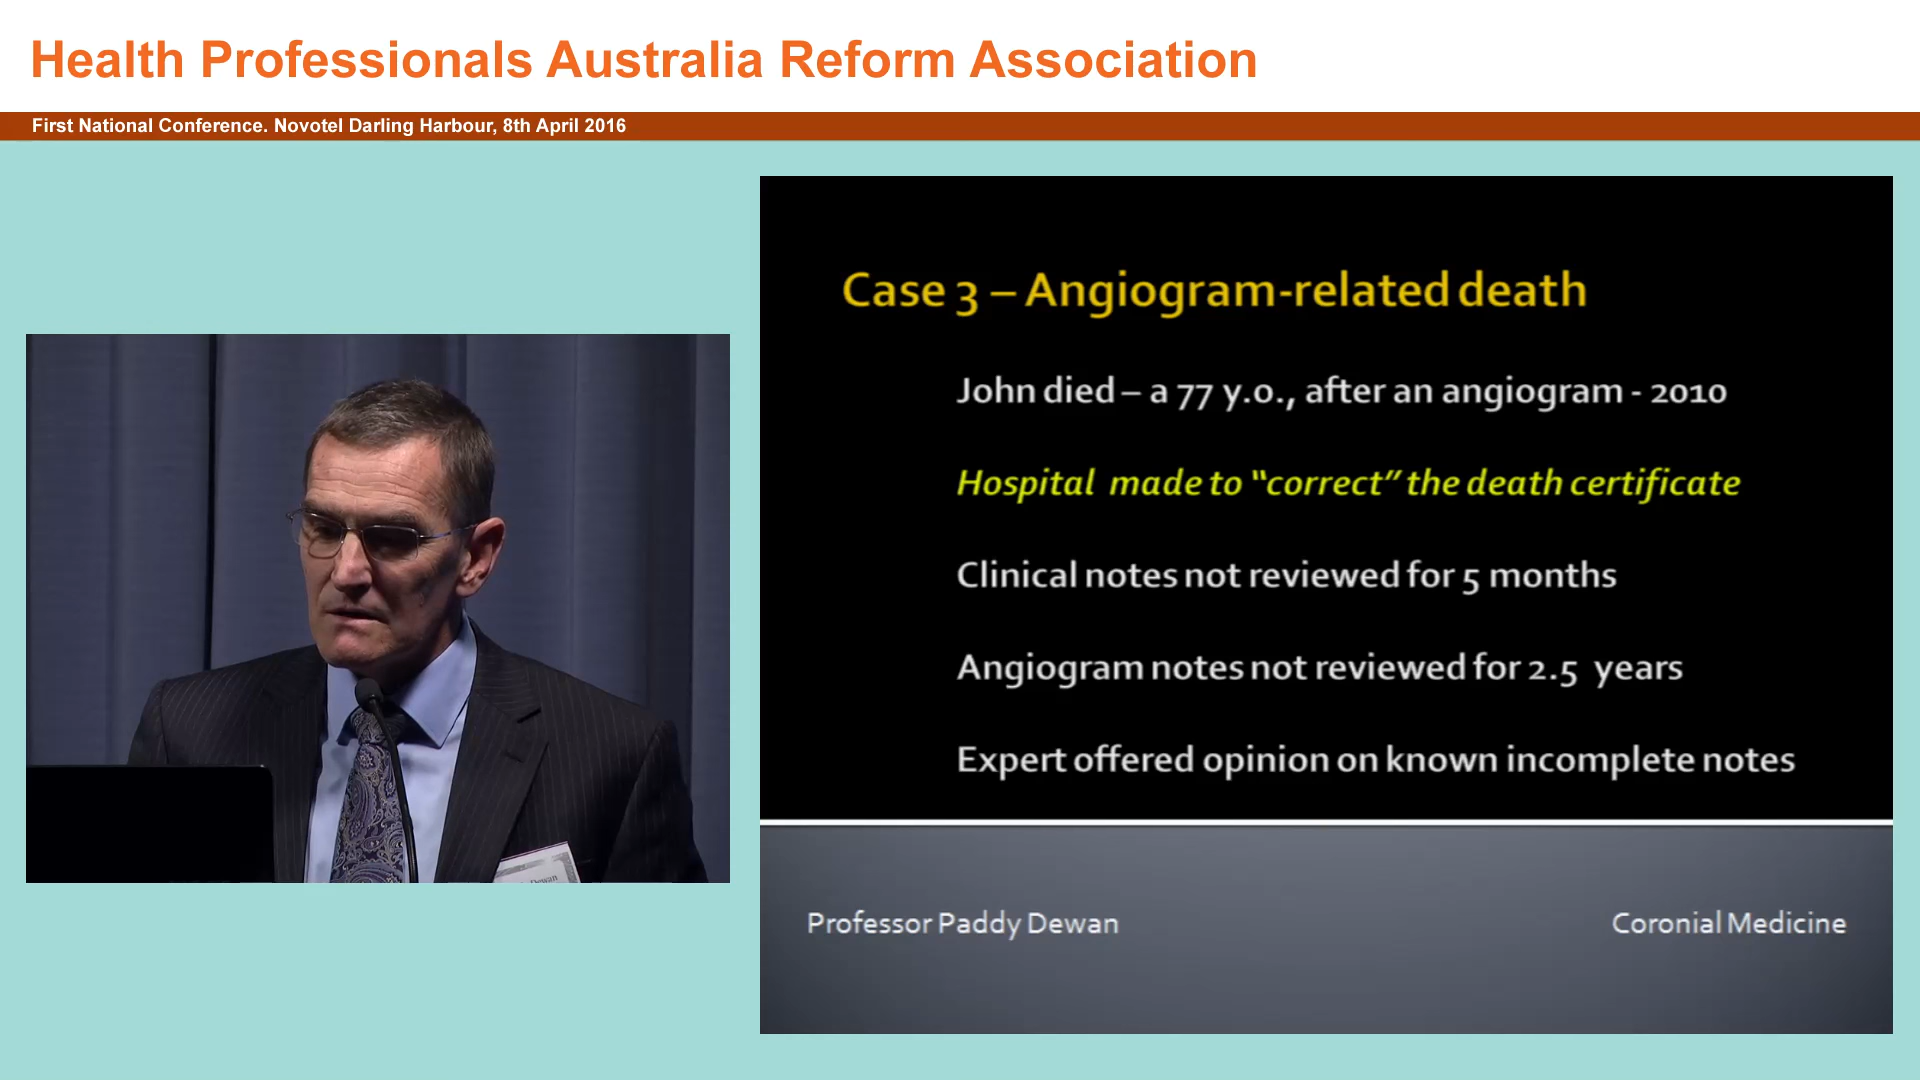 Health Professionals Australia Reform Association
First National Conference. Novotel Darling Harbour, 8th April 2016
Case 3 – Angiogram-related death
John died – a 77 y.o., after an angiogram - 2010
Hospital made to “correct” the death certificate
Clinical notes not reviewed for 5 months
Angiogram notes not reviewed for 2.5 years
Expert offered opinion on known incomplete notes
Professor Paddy Dewan
Coronial Medicine
Dewan